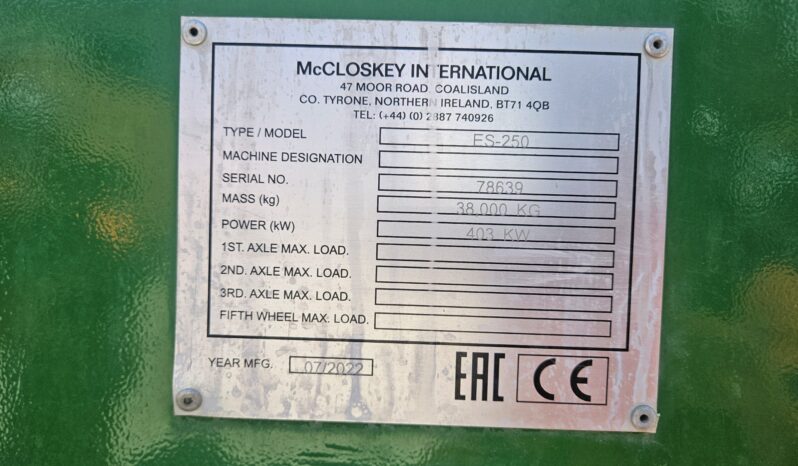 McCLOSKEY INTERNATIONAL
47 MOOR ROAD, COALISLAND
CO. TYRONE, NORTHERN IRELAND, BT71 4QB
TEL: (+44) (0) 2887 740926
TYPE / MODEL ES-250
MACHINE DESIGNATION
SERIAL NO. 78639
MASS (kg) 38,000 KG
POWER (kW) 403 KW
1ST. AXLE MAX. LOAD.
2ND. AXLE MAX. LOAD.
3RD. AXLE MAX. LOAD.
FIFTH WHEEL MAX. LOAD.
YEAR MFG. 07/2022 EAC CE